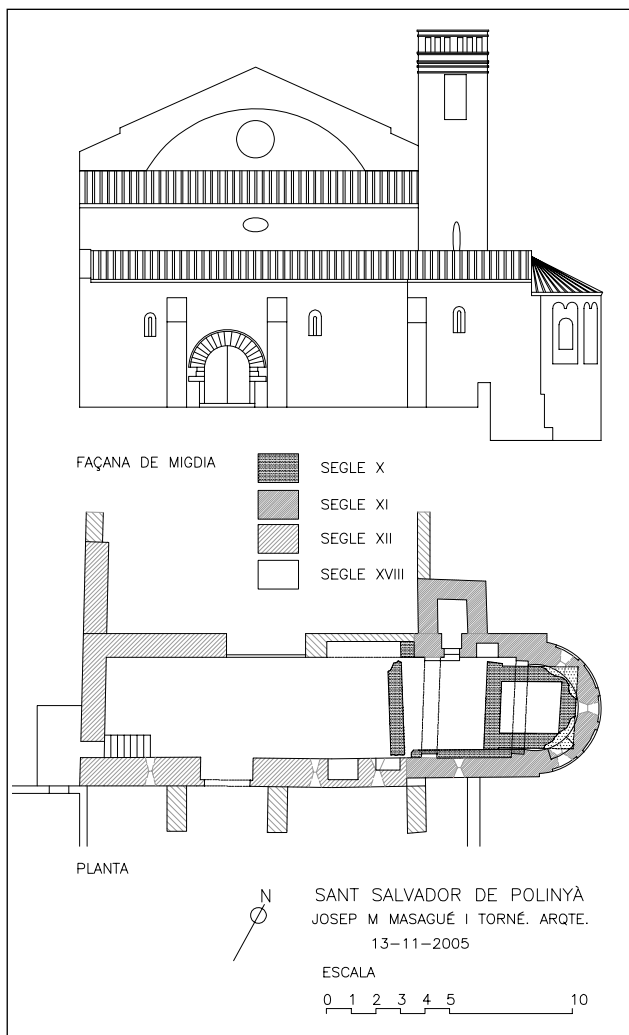 FAÇANA DE MIGDIA
SEGLE X
SEGLE XI
SEGLE XII
SEGLE XVIII
PLANTA
N
SANT SALVADOR DE POLINYÀ
JOSEP M MASAGUÉ I TORNÉ. ARQTE.
13-11-2005
ESCALA
0 1 2 3 4 5 10